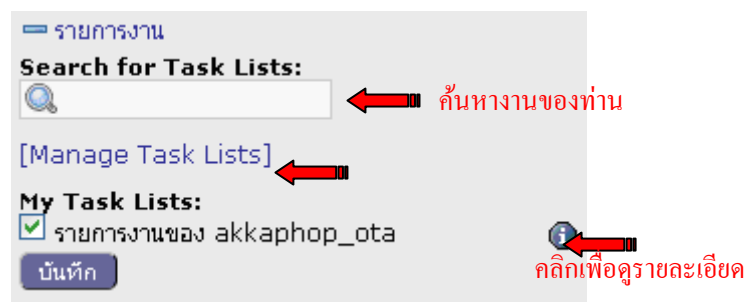 รายการงาน
Search for Task Lists:
ค้นหางานของท่าน
[Manage Task Lists]
My Task Lists:
รายการงานของ akkaphop_ota
คลิกเพื่อดูรายละเอียด
บันทึก